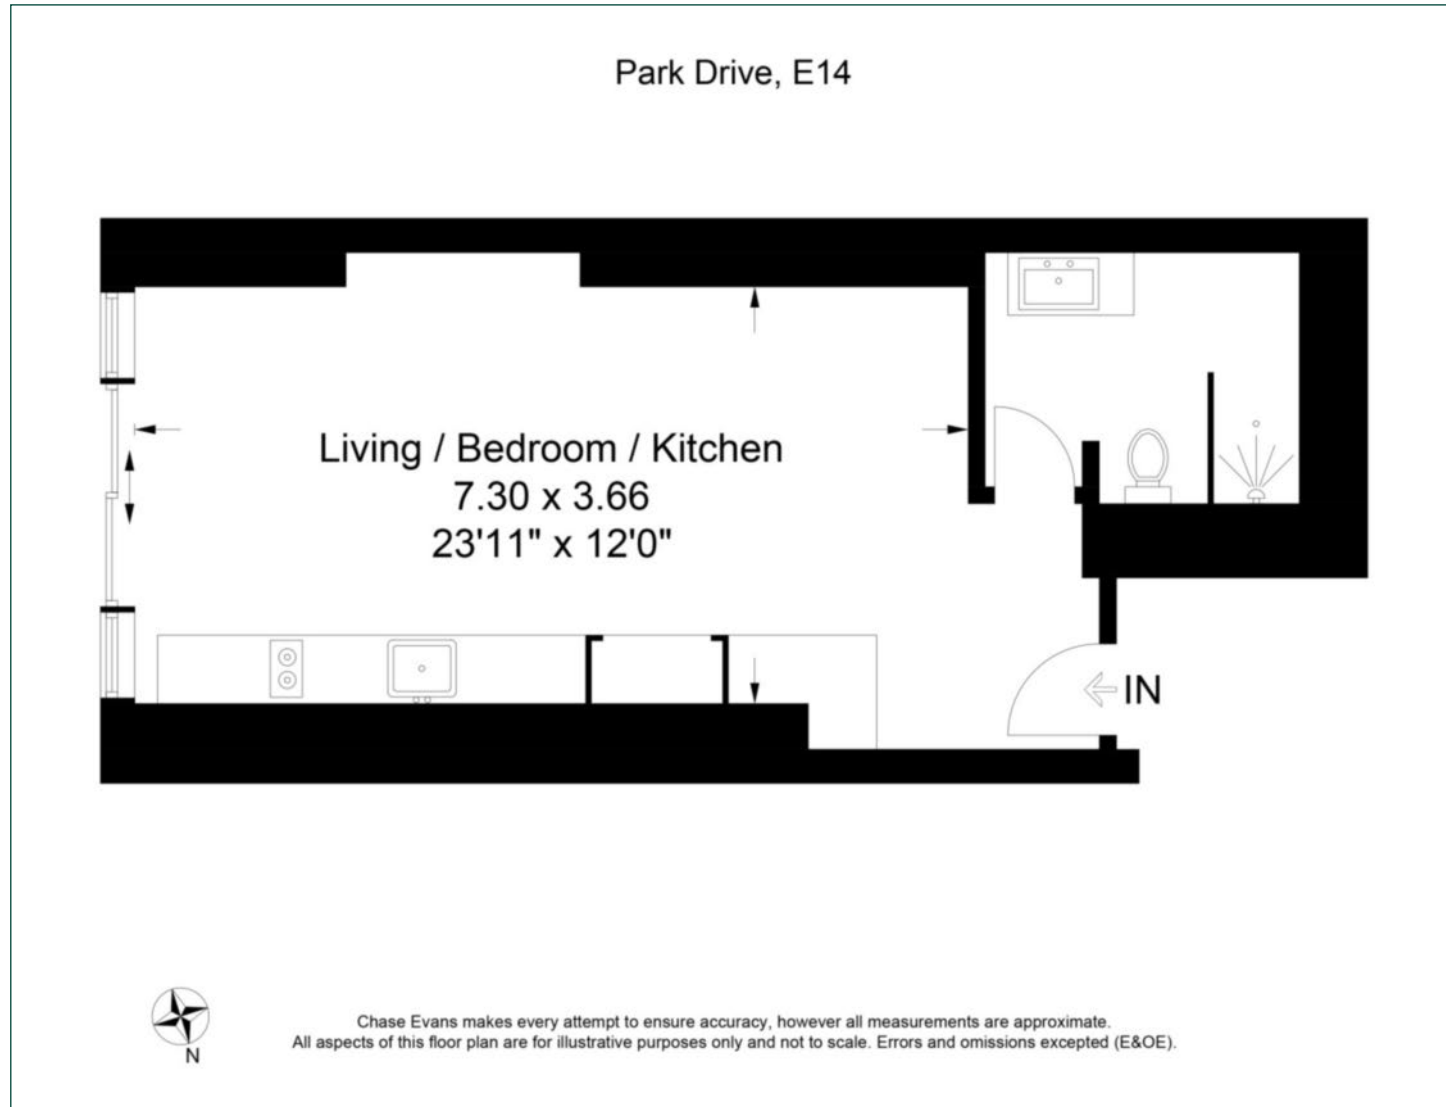 Park Drive, E14
Living / Bedroom / Kitchen
7.30 x 3.66
23'11" x 12'0"
IN
N
Chase Evans makes every attempt to ensure accuracy, however all measurements are approximate.
All aspects of this floor plan are for illustrative purposes only and not to scale. Errors and omissions excepted (E&OE).